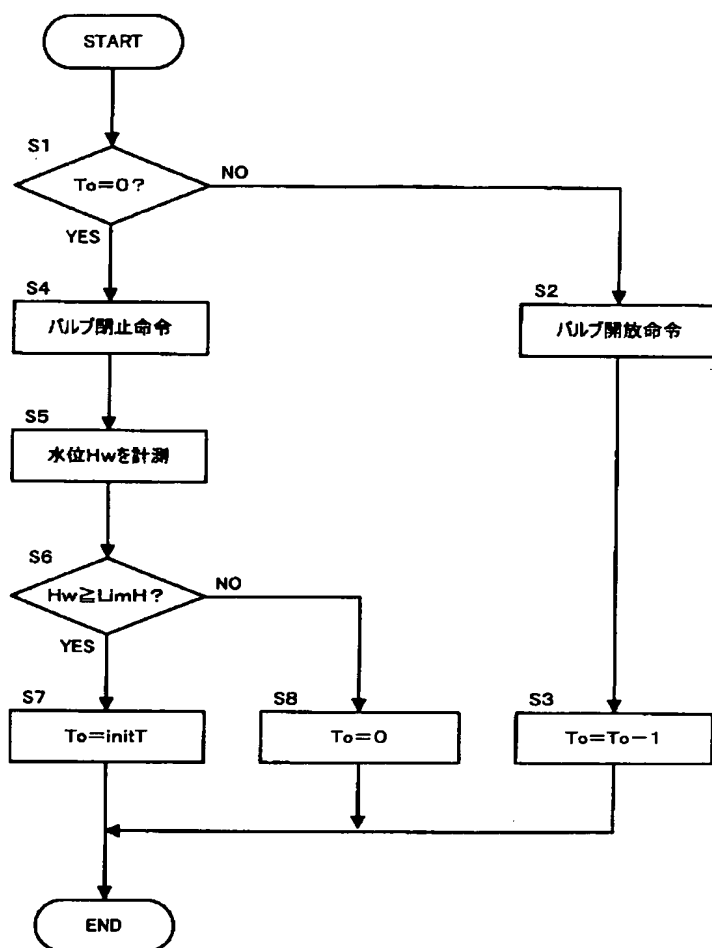 START
S1
To=0?
NO
YES
S4
バルブ閉止命令
S2
バルブ開放命令
S5
水位Hwを計測
S6
Hw≧LimH?
NO
YES
S7
To=initT
S8
To=0
S3
To=To-1
END